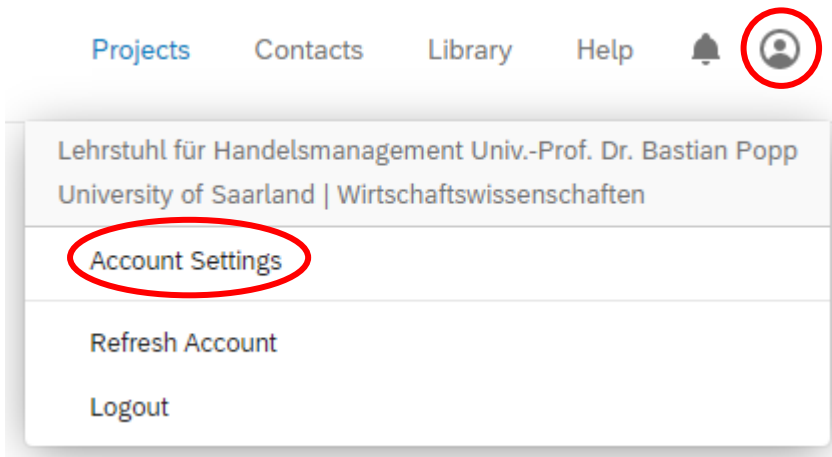 Projects Contacts Library Help
Lehrstuhl für Handelsmanagement Univ.-Prof. Dr. Bastian Popp
University of Saarland | Wirtschaftswissenschaften
Account Settings
Refresh Account
Logout